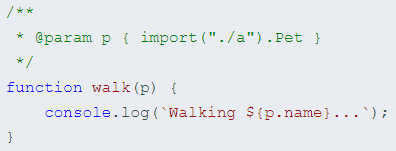 /**
 * @param p { import("./a").Pet }
 */
function walk(p) {
    console.log(`Walking ${p.name}...`);
}